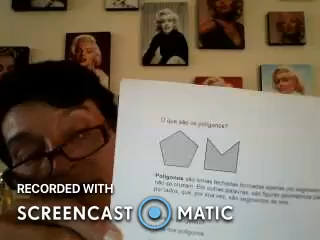 O que são os polígonos?
Polígonos são linhas fechadas formadas apenas por segmentos
não se cruzam. Em outras palavras, são figuras geométricas
por lados, que, por sua vez, são segmentos de reta.
polígonos
RECORDED WITH
SCREENCAST MATIC